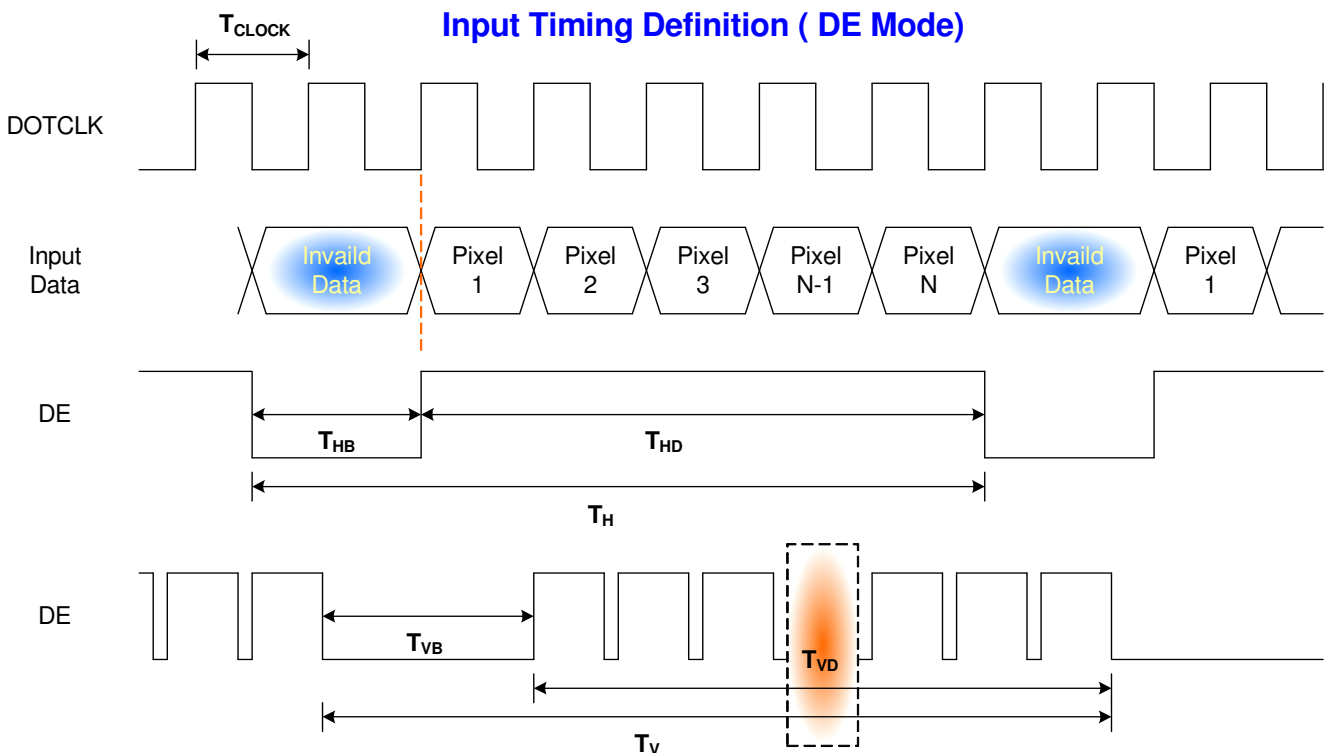 Input Timing Definition ( DE Mode)
TCLOCK
DOTCLK
Input
Data
Invaild
Data
Pixel
1
Pixel
2
Pixel
3
Pixel
N-1
Pixel
N
Invaild
Data
Pixel
1
DE
THB
THD
TH
DE
TVB
TVD
TV